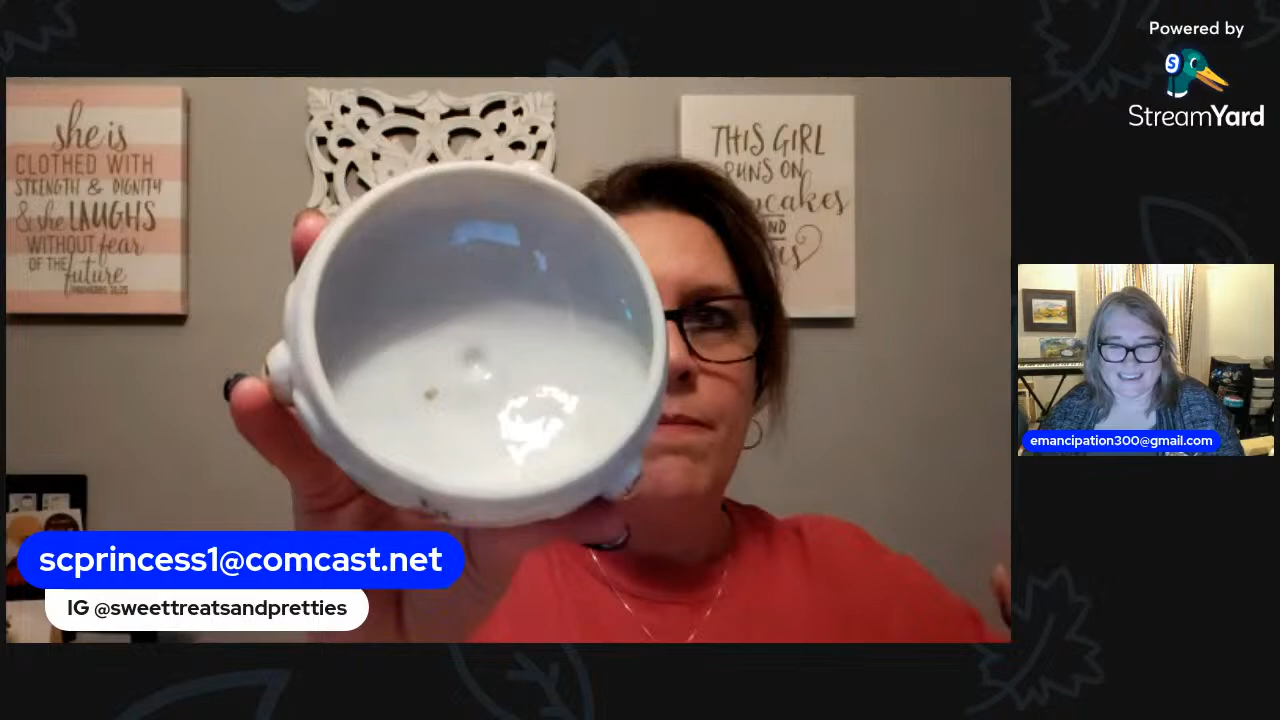 Powered by
StreamYard
she is
CLOTHED WITH
STRENGTH & DIGNITY
& she LAUGHS
WITHOUT fear
OF THE future
THIS GIRL
RUNS ON
AND
emancipation300@gmail.com
scprincess1@comcast.net
IG @sweettreatsandpretties